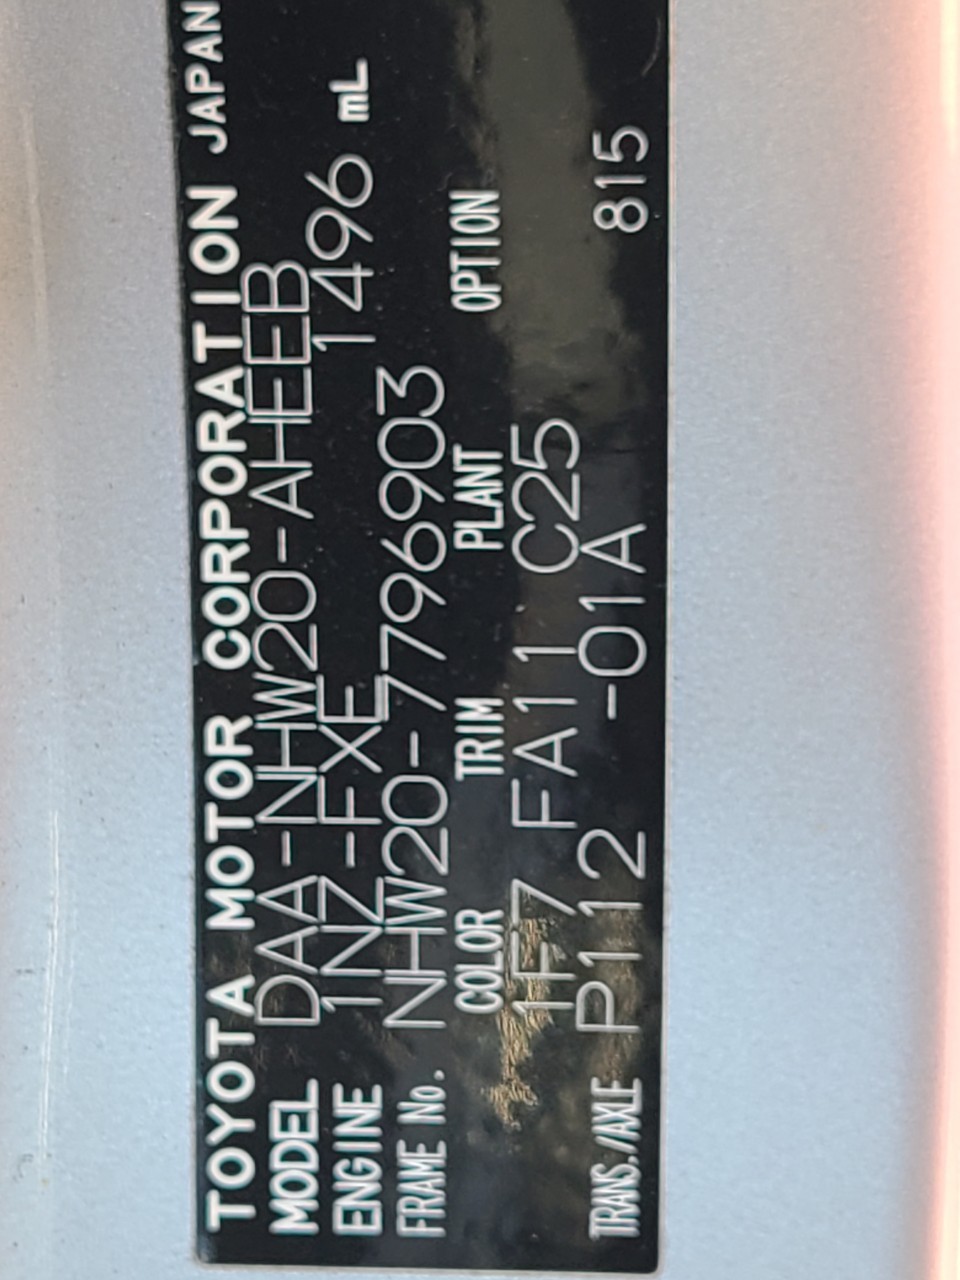 TOYOTA MOTOR CORPORATION JAPAN
MODEL DAA-NHW20-AHEEB
ENGINE 1NZ-FXE 1496 mL
FRAME No. NHW20-7796903
COLOR TRIM PLANT OPTION
1F7 FA11 C25
TRANS./AXLE P112 -01A 815